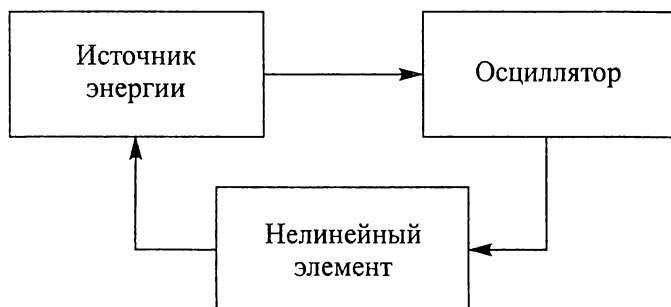 Источник
энергии
Осциллятор
Нелинейный
элемент